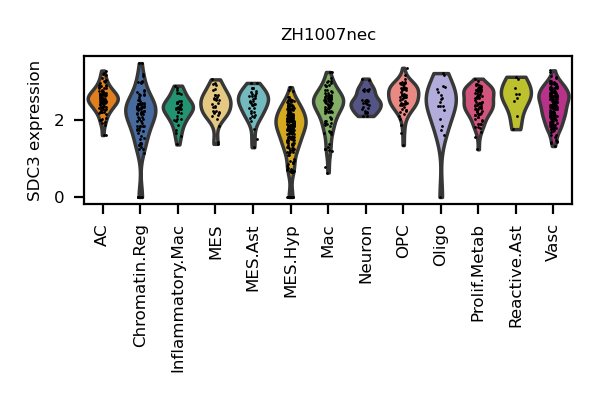 ZH1007nec
SDC3 expression
2
0
AC
Chromatin.Reg
Inflammatory.Mac
MES
MES.Ast
MES.Hyp
Mac
Neuron
OPC
Oligo
Prolif.Metab
Reactive.Ast
Vasc